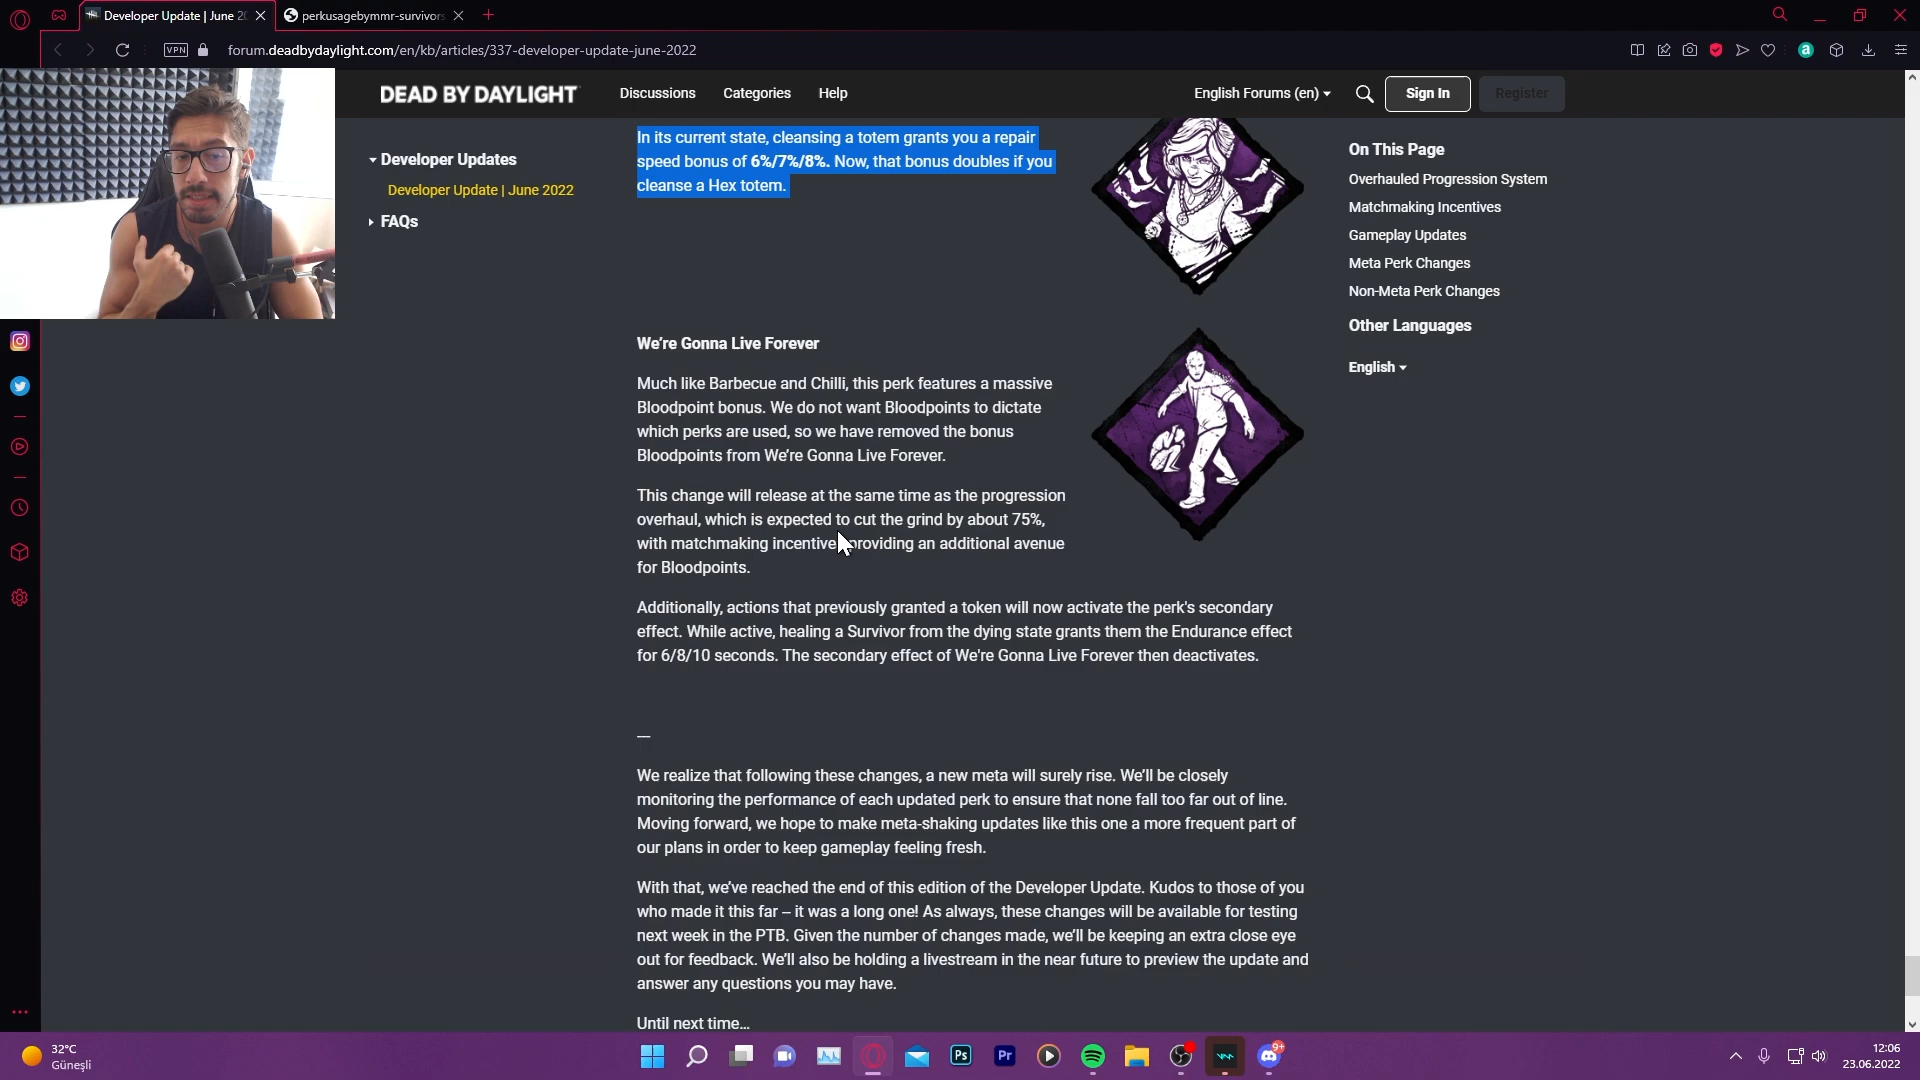 Developer Update | June 20
perkusagebymmr-survivors
VPN
forum.deadbydaylight.com/en/kb/articles/337-developer-update-june-2022
DEAD BY DAYLIGHT
Discussions
Categories
Help
English Forums (en)
Sign In
Register
Developer Updates
Developer Update | June 2022
FAQs
In its current state, cleansing a totem grants you a repair
speed bonus of 6%/7%/8%. Now, that bonus doubles if you
cleanse a Hex totem.
We're Gonna Live Forever
Much like Barbecue and Chilli, this perk features a massive
Bloodpoint bonus. We do not want Bloodpoints to dictate
which perks are used, so we have removed the bonus
Bloodpoints from We're Gonna Live Forever.
This change will release at the same time as the progression
overhaul, which is expected to cut the grind by about 75%,
with matchmaking incentive providing an additional avenue
for Bloodpoints.
Additionally, actions that previously granted a token will now activate the perk's secondary
effect. While active, healing a Survivor from the dying state grants them the Endurance effect
for 6/8/10 seconds. The secondary effect of We're Gonna Live Forever then deactivates.
—
We realize that following these changes, a new meta will surely rise. We'll be closely
monitoring the performance of each updated perk to ensure that none fall too far out of line.
Moving forward, we hope to make meta-shaking updates like this one a more frequent part of
our plans in order to keep gameplay feeling fresh.
With that, we've reached the end of this edition of the Developer Update. Kudos to those of you
who made it this far – it was a long one! As always, these changes will be available for testing
next week in the PTB. Given the number of changes made, we'll be keeping an extra close eye
out for feedback. We'll also be holding a livestream in the near future to preview the update and
answer any questions you may have.
Until next time...
On This Page
Overhauled Progression System
Matchmaking Incentives
Gameplay Updates
Meta Perk Changes
Non-Meta Perk Changes
Other Languages
English
32°C
Güneşli
Ps
Pr
9+
12:06
23.06.2022